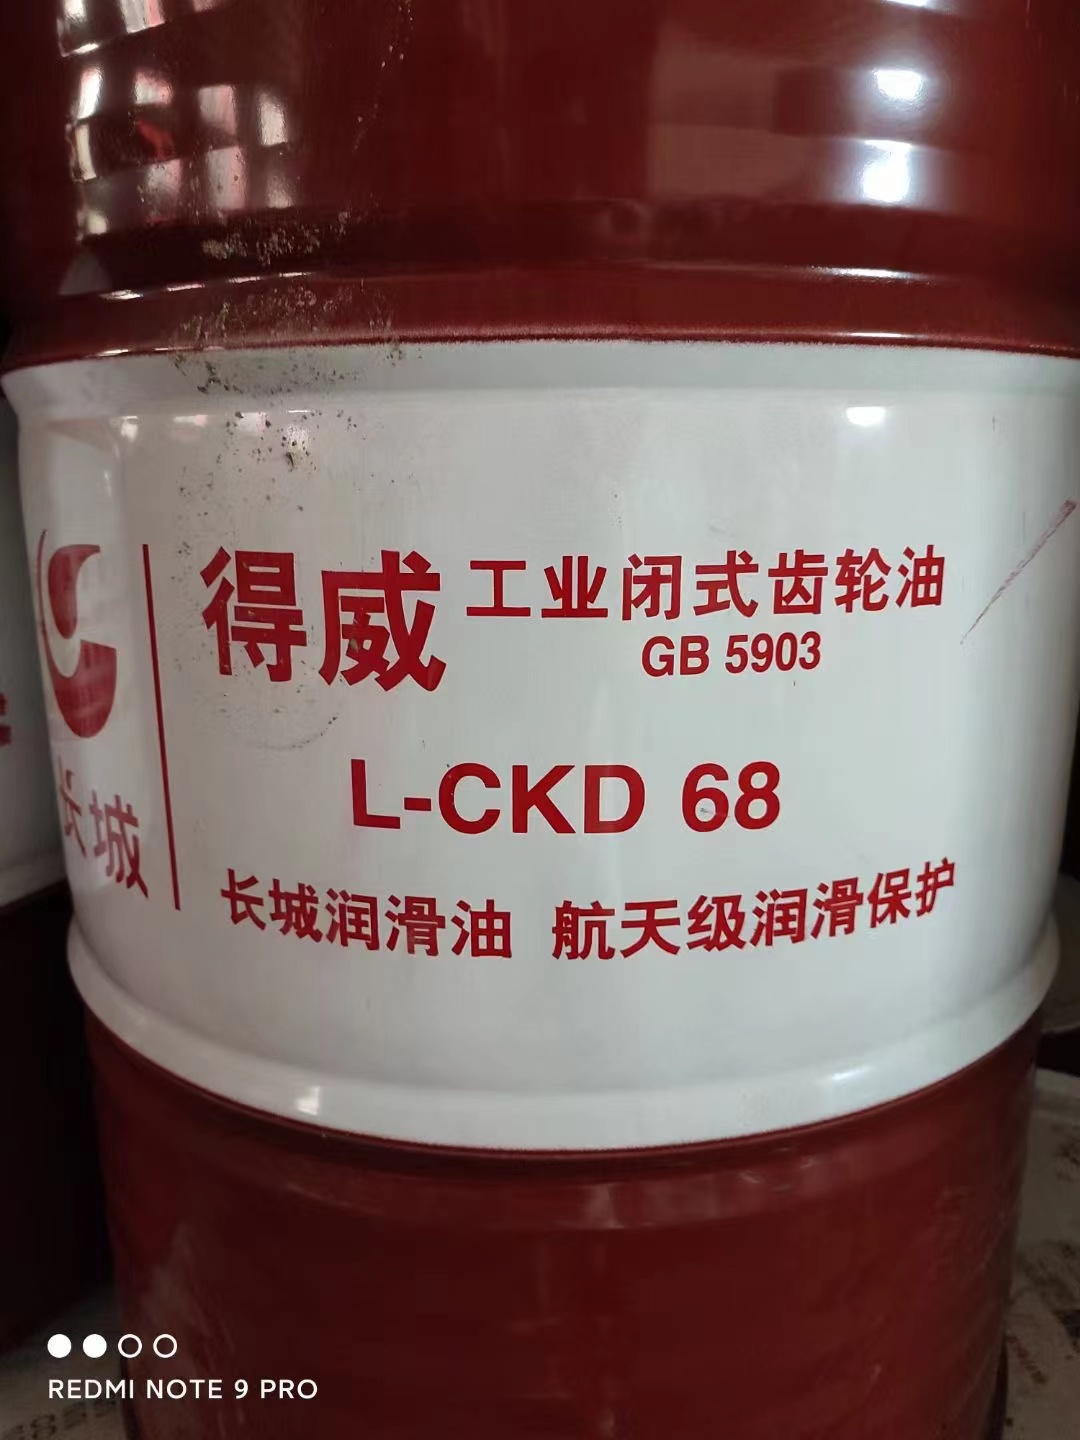 得威 工业闭式齿轮油
GB 5903
L-CKD 68
长城
长城润滑油 航天级润滑保护
REDMI NOTE 9 PRO